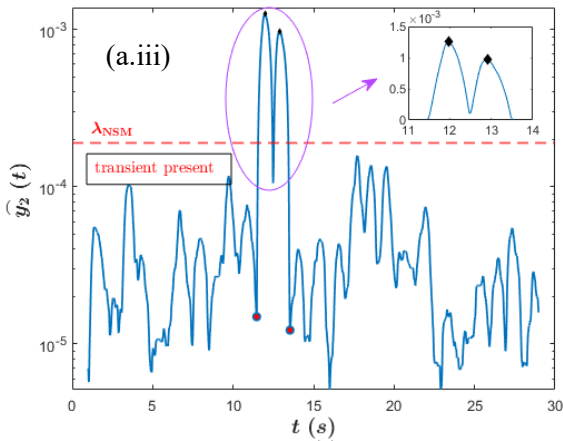 (a.iii)
λNSM
transient present
10⁻³
10⁻⁴
10⁻⁵
ŷ₂ (t)
0 5 10 15 20 25 30
t (s)
×10⁻³
1.5
1
0.5
0
11 12 13 14